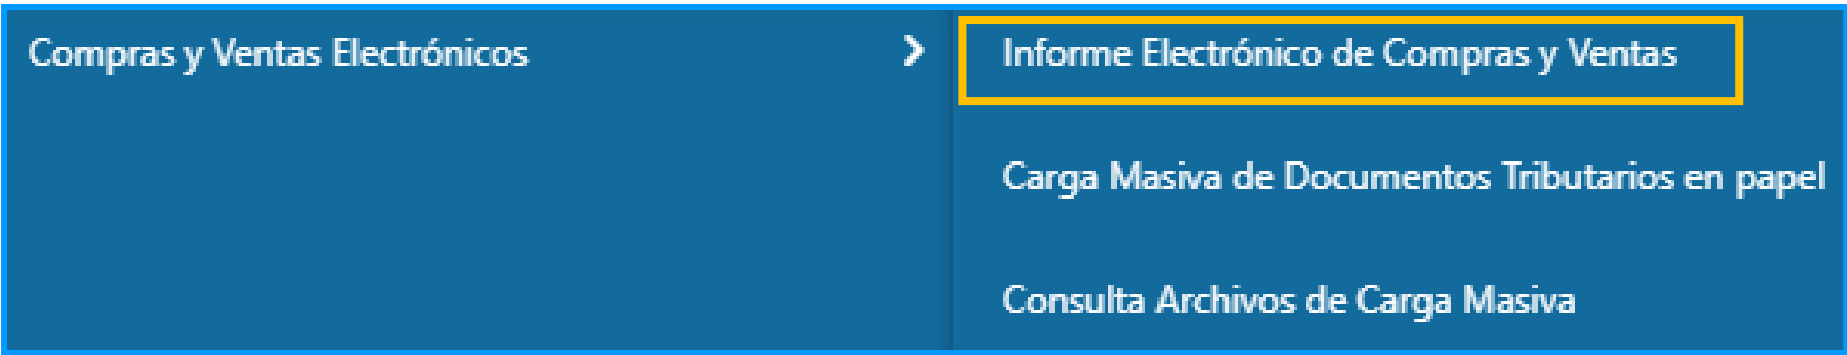 Compras y Ventas Electrónicos
Informe Electrónico de Compras y Ventas
Carga Masiva de Documentos Tributarios en papel
Consulta Archivos de Carga Masiva